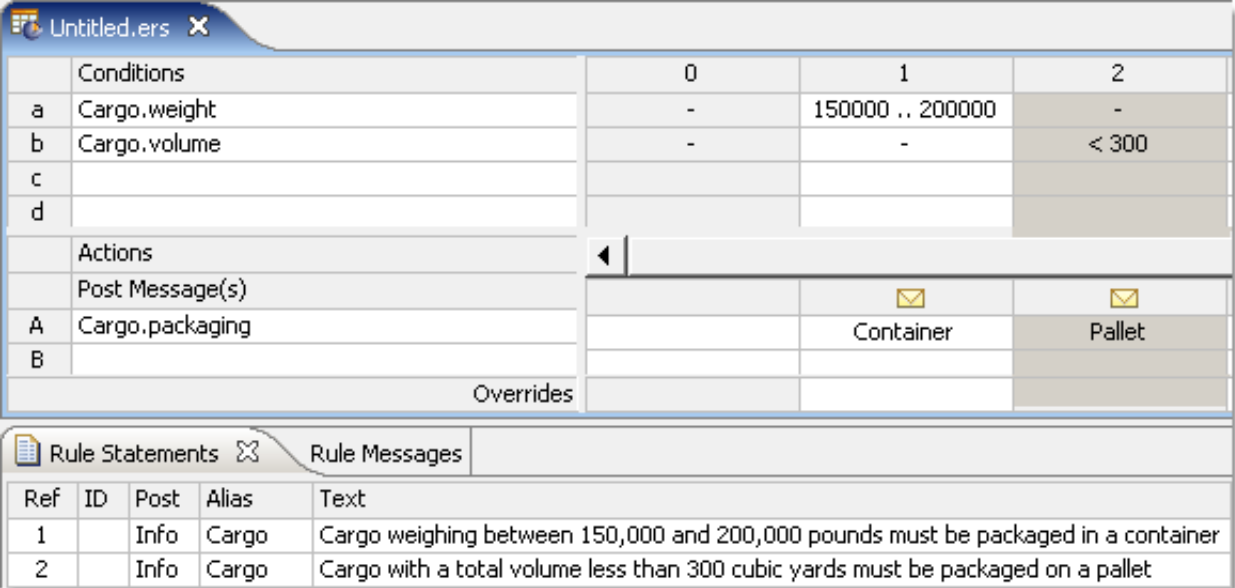 Untitled.ers
Conditions 0 1 2
a Cargo.weight - 150000 .. 200000 -
b Cargo.volume - - < 300
c
d
Actions
Post Message(s)
A Cargo.packaging Container Pallet
B
Overrides
Rule Statements Rule Messages
Ref ID Post Alias Text
1 Info Cargo Cargo weighing between 150,000 and 200,000 pounds must be packaged in a container
2 Info Cargo Cargo with a total volume less than 300 cubic yards must be packaged on a pallet